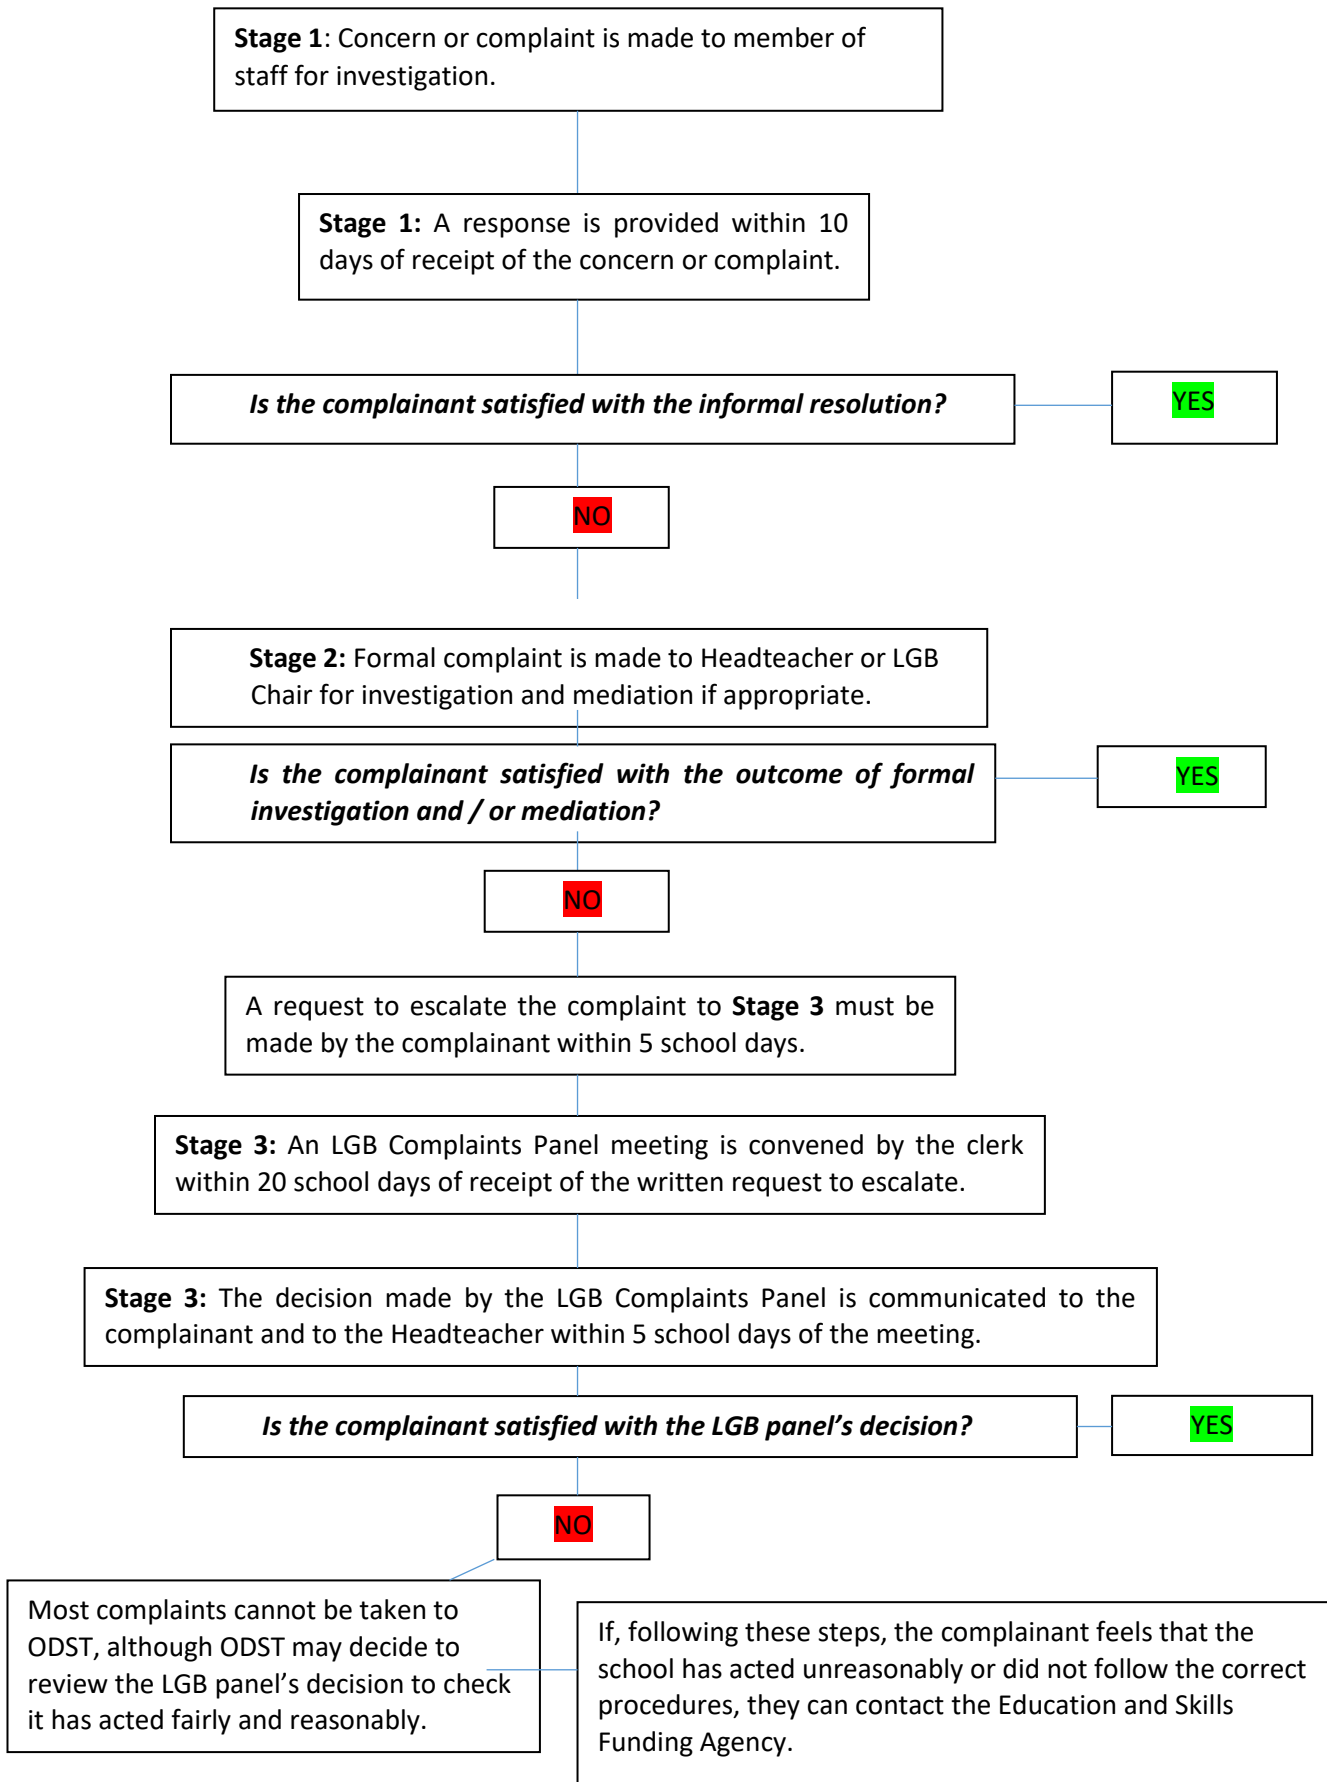 Stage 1: Concern or complaint is made to member of
staff for investigation.
Stage 1: A response is provided within 10
days of receipt of the concern or complaint.
Is the complainant satisfied with the informal resolution?
YES
NO
Stage 2: Formal complaint is made to Headteacher or LGB
Chair for investigation and mediation if appropriate.
Is the complainant satisfied with the outcome of formal
investigation and / or mediation?
YES
NO
A request to escalate the complaint to Stage 3 must be
made by the complainant within 5 school days.
Stage 3: An LGB Complaints Panel meeting is convened by the clerk
within 20 school days of receipt of the written request to escalate.
Stage 3: The decision made by the LGB Complaints Panel is communicated to the
complainant and to the Headteacher within 5 school days of the meeting.
Is the complainant satisfied with the LGB panel’s decision?
YES
NO
Most complaints cannot be taken to
ODST, although ODST may decide to
review the LGB panel’s decision to check
it has acted fairly and reasonably.
If, following these steps, the complainant feels that the
school has acted unreasonably or did not follow the correct
procedures, they can contact the Education and Skills
Funding Agency.